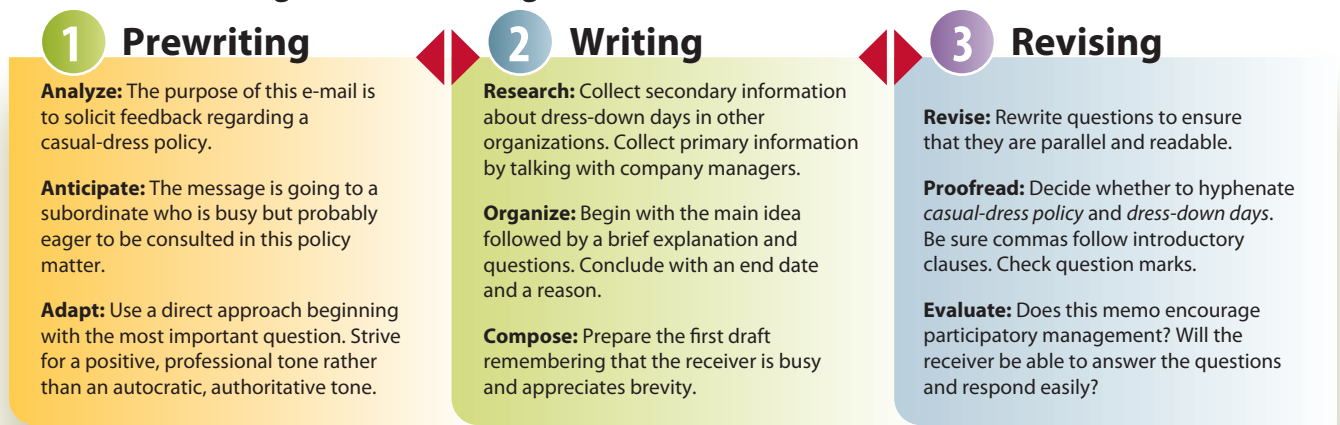 1 Prewriting
Analyze: The purpose of this e-mail is
to solicit feedback regarding a
casual-dress policy.
Anticipate: The message is going to a
subordinate who is busy but probably
eager to be consulted in this policy
matter.
Adapt: Use a direct approach beginning
with the most important question. Strive
for a positive, professional tone rather
than an autocratic, authoritative tone.
2 Writing
Research: Collect secondary information
about dress-down days in other
organizations. Collect primary information
by talking with company managers.
Organize: Begin with the main idea
followed by a brief explanation and
questions. Conclude with an end date
and a reason.
Compose: Prepare the first draft
remembering that the receiver is busy
and appreciates brevity.
3 Revising
Revise: Rewrite questions to ensure
that they are parallel and readable.
Proofread: Decide whether to hyphenate
casual-dress policy and dress-down days.
Be sure commas follow introductory
clauses. Check question marks.
Evaluate: Does this memo encourage
participatory management? Will the
receiver be able to answer the questions
and respond easily?